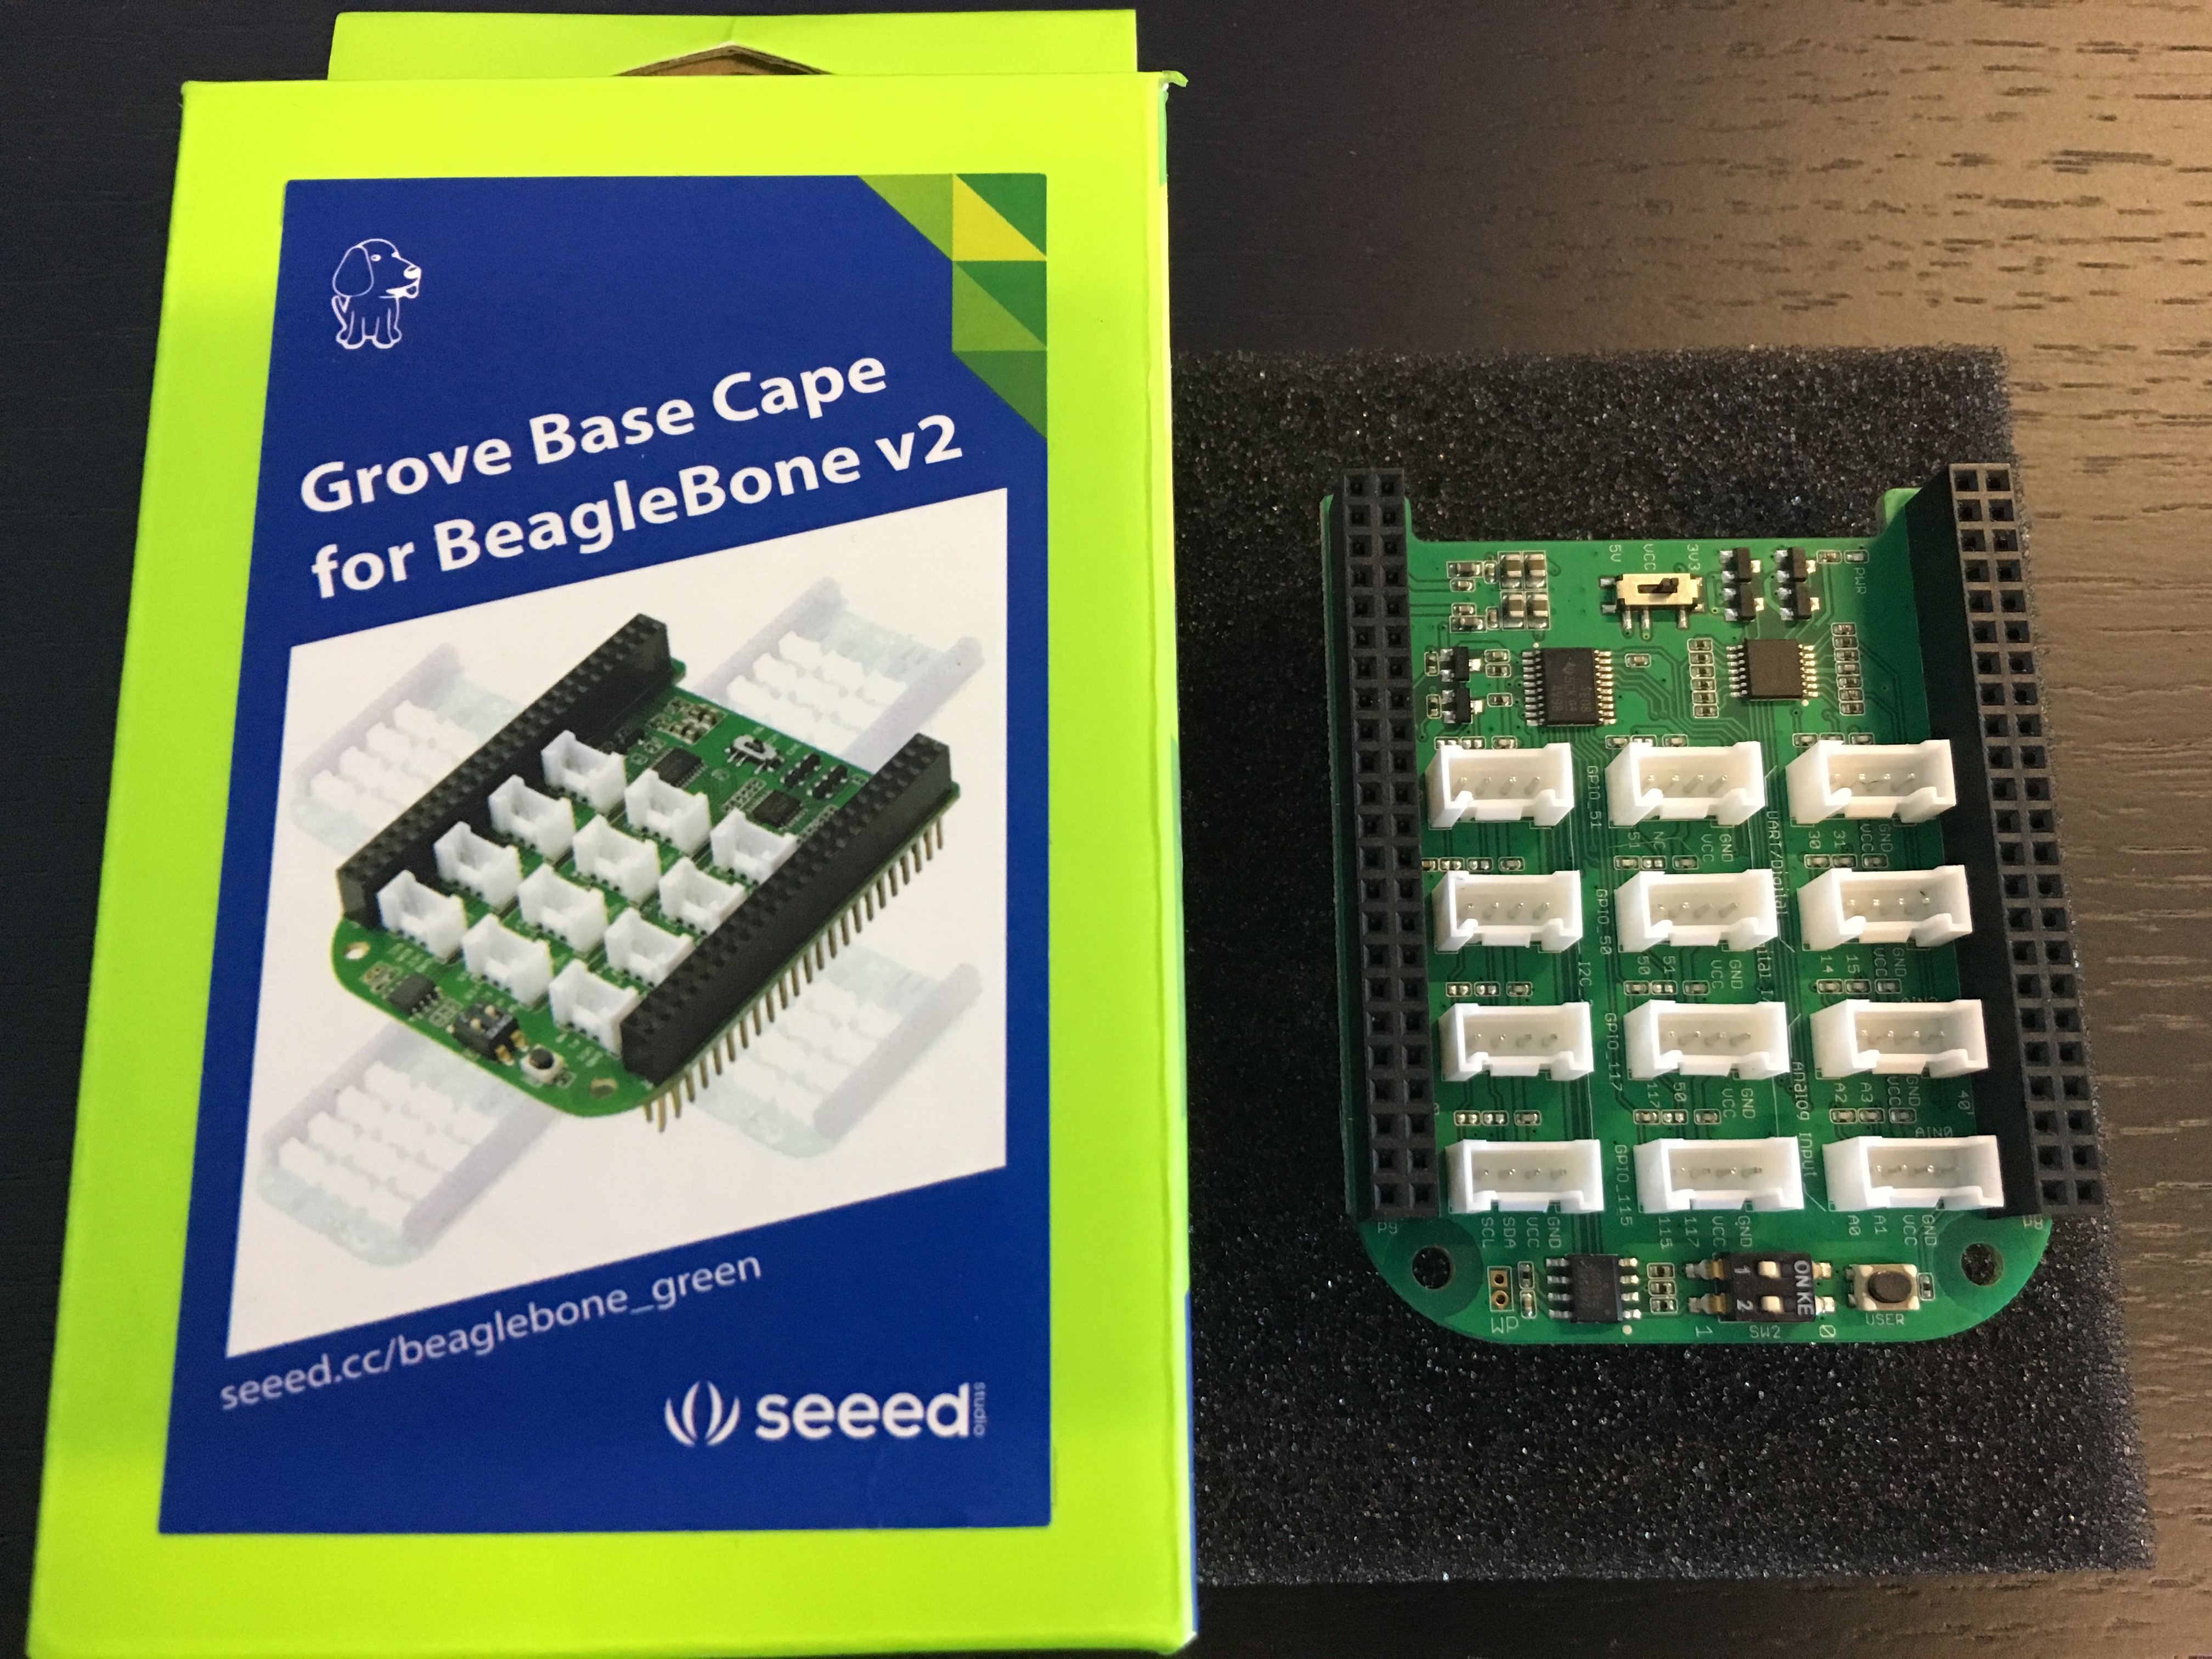 Grove Base Cape
for BeagleBone v2
seeed.cc/beaglebone_green
seeed studio
5V
VCC
3V3
PWR
GPIO_51
51
NC
VCC
GND
UART/Digital
30
31
VCC
GND
GPIO_50
I2C
50
51
VCC
GND
14
15
VCC
GND
GPIO_117
117
50
VCC
GND
Analog Input
A2
A3
VCC
GND
40
AIN0
GPIO_115
P9
SCL
SDA
VCC
GND
115
117
VCC
GND
A0
A1
VCC
GND
P8
WP
1
2
ON KE
1
SW2
0
USER